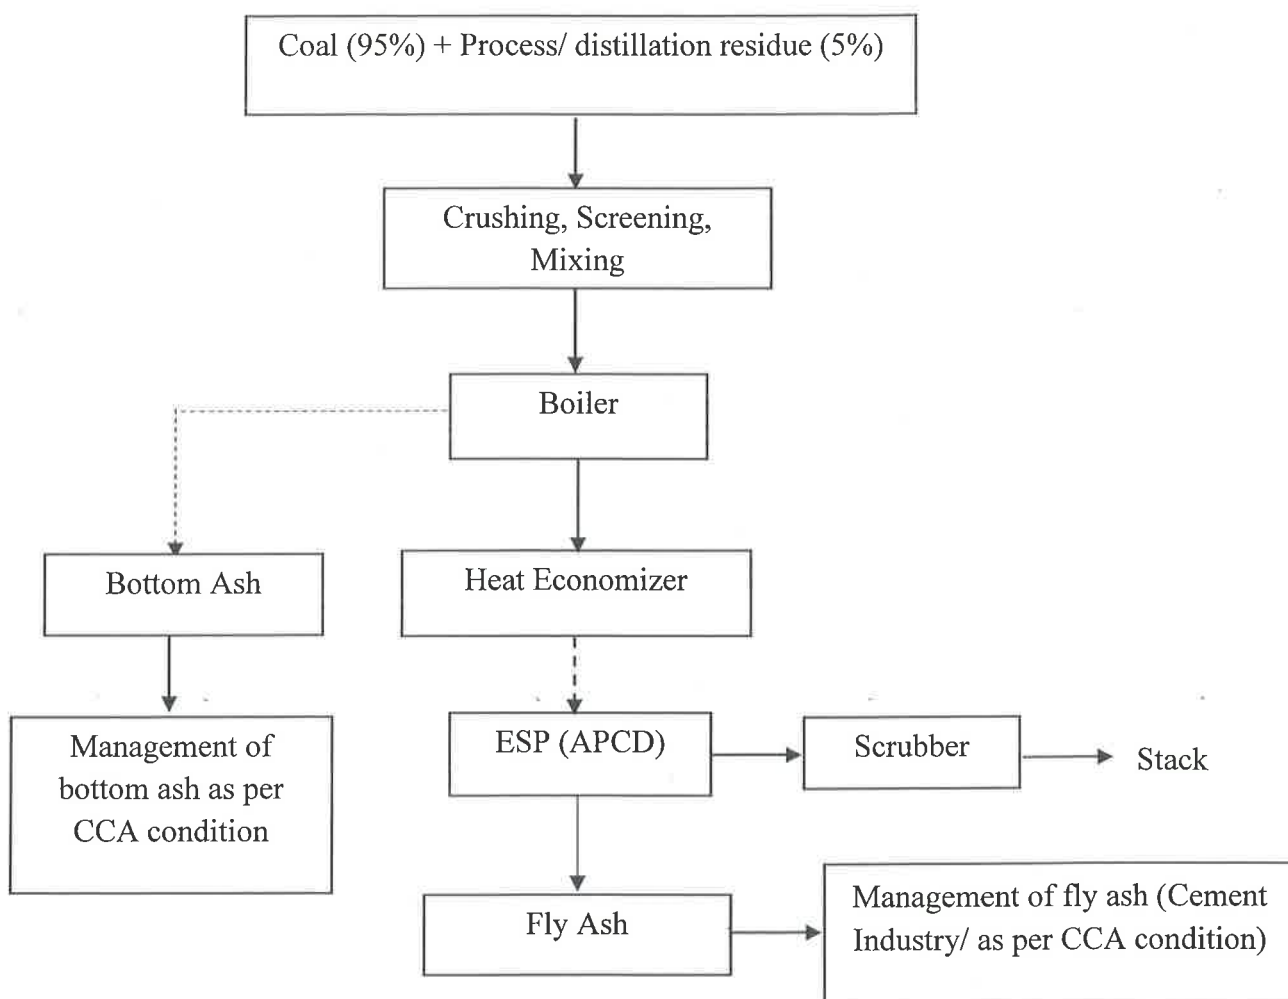 Coal (95%) + Process/ distillation residue (5%)
Crushing, Screening,
Mixing
Boiler
Bottom Ash
Heat Economizer
Management of
bottom ash as per
CCA condition
ESP (APCD)
Scrubber
Stack
Fly Ash
Management of fly ash (Cement
Industry/ as per CCA condition)